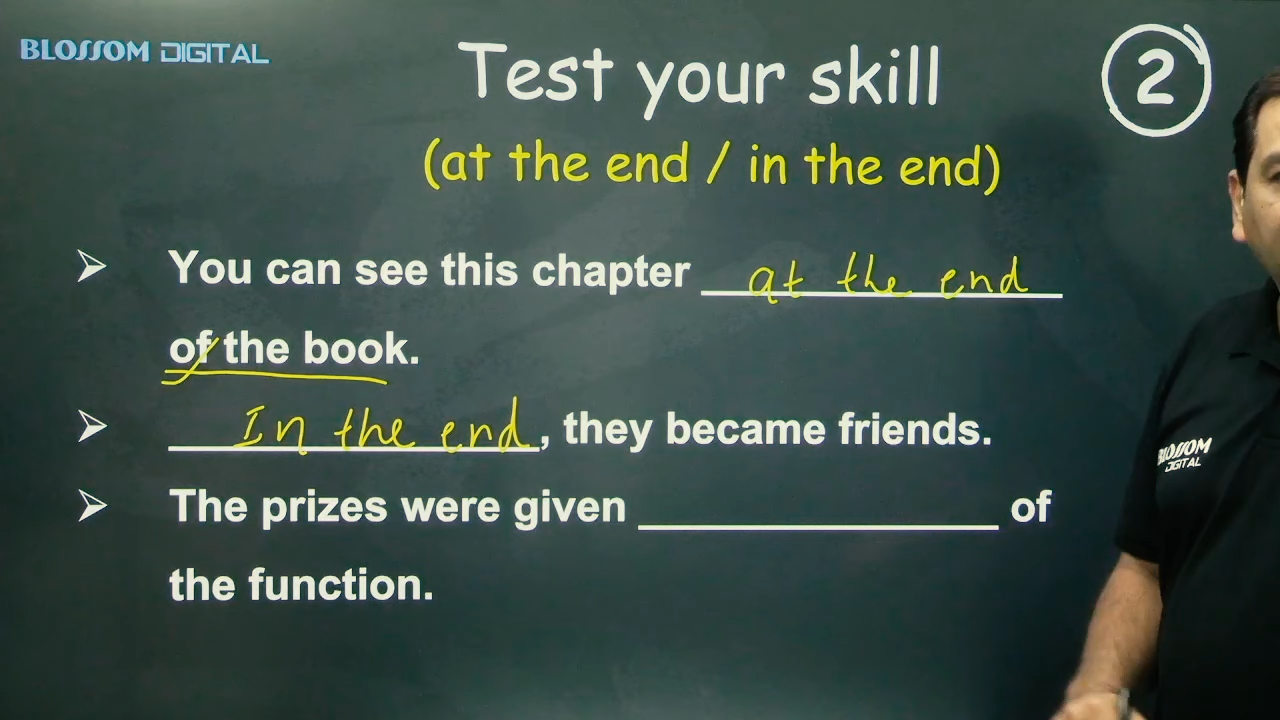 BLOSSOM DIGITAL
Test your skill
2
(at the end / in the end)
➢ You can see this chapter at the end
of the book.
➢ In the end, they became friends.
➢ The prizes were given ____________ of
the function.
BLOSSOM
DIGITAL